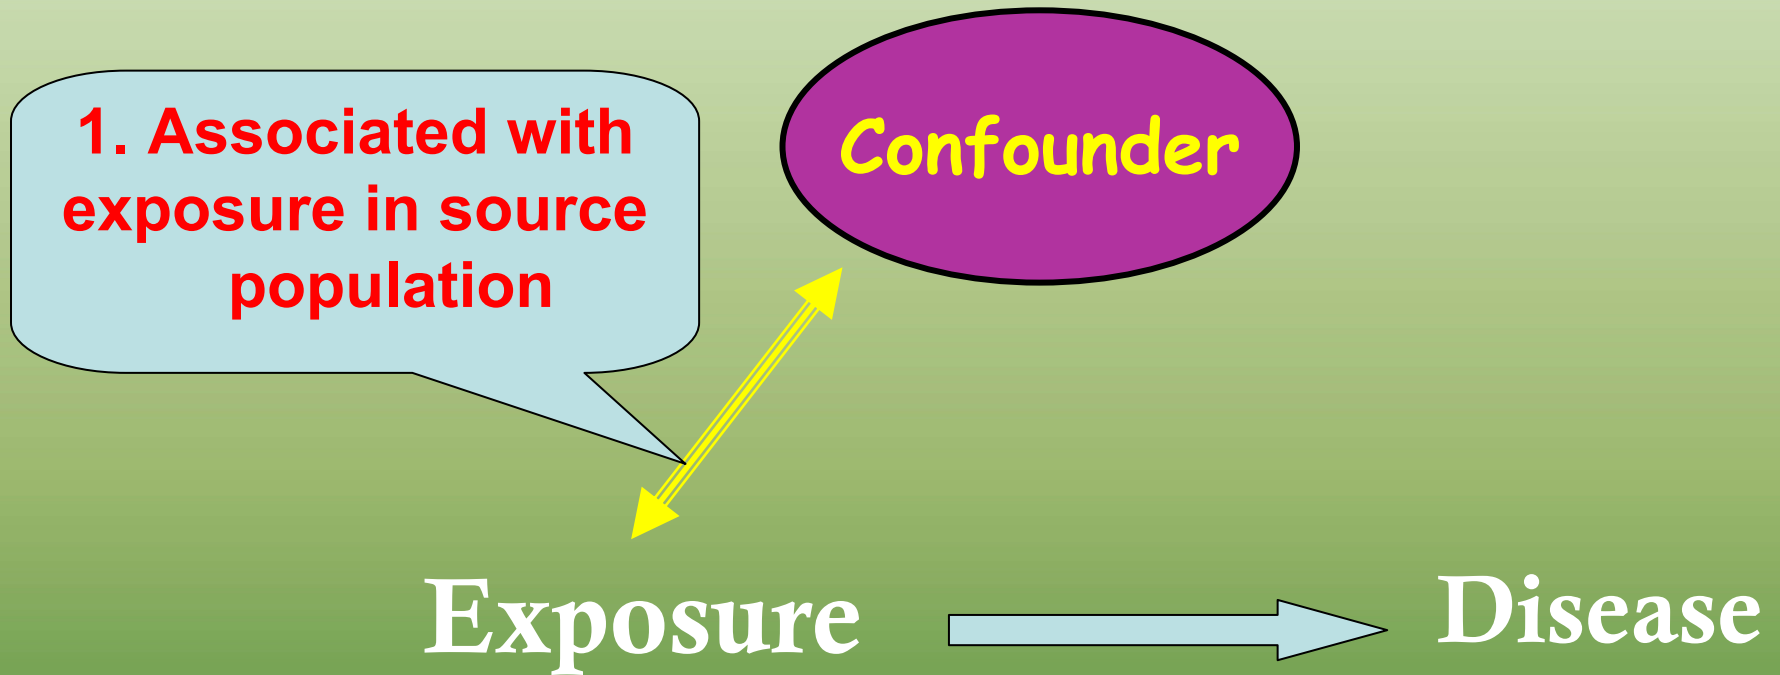 1. Associated with
exposure in source
population
Confounder
Exposure
Disease